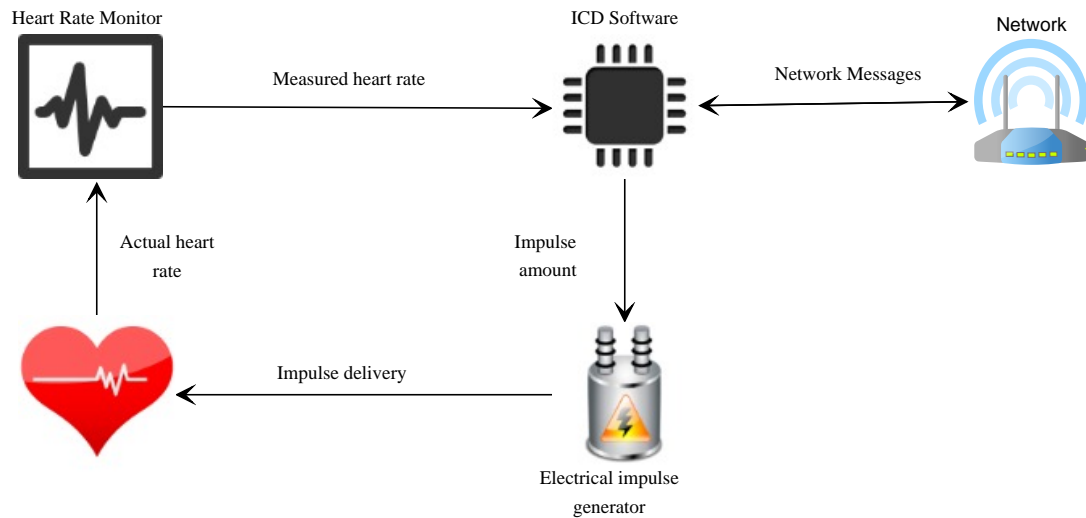 Heart Rate Monitor
ICD Software
Network
Measured heart rate
Network Messages
Actual heart
rate
Impulse
amount
Impulse delivery
Electrical impulse
generator